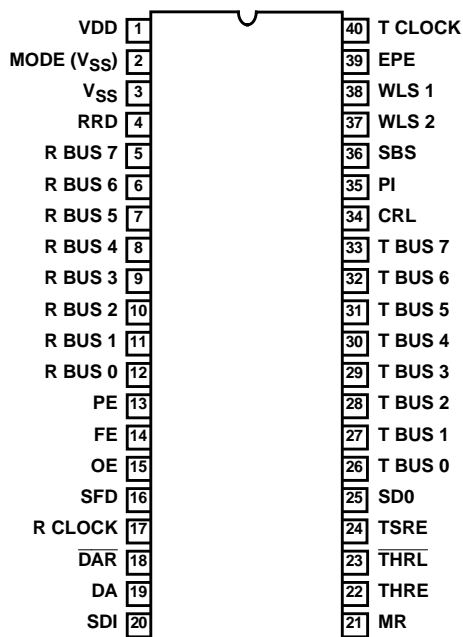 VDD 1 40 T CLOCK
MODE (VSS) 2 39 EPE
VSS 3 38 WLS 1
RRD 4 37 WLS 2
R BUS 7 5 36 SBS
R BUS 6 6 35 PI
R BUS 5 7 34 CRL
R BUS 4 8 33 T BUS 7
R BUS 3 9 32 T BUS 6
R BUS 2 10 31 T BUS 5
R BUS 1 11 30 T BUS 4
R BUS 0 12 29 T BUS 3
PE 13 28 T BUS 2
FE 14 27 T BUS 1
OE 15 26 T BUS 0
SFD 16 25 SD0
R CLOCK 17 24 TSRE
DAR 18 23 THRL
DA 19 22 THRE
SDI 20 21 MR